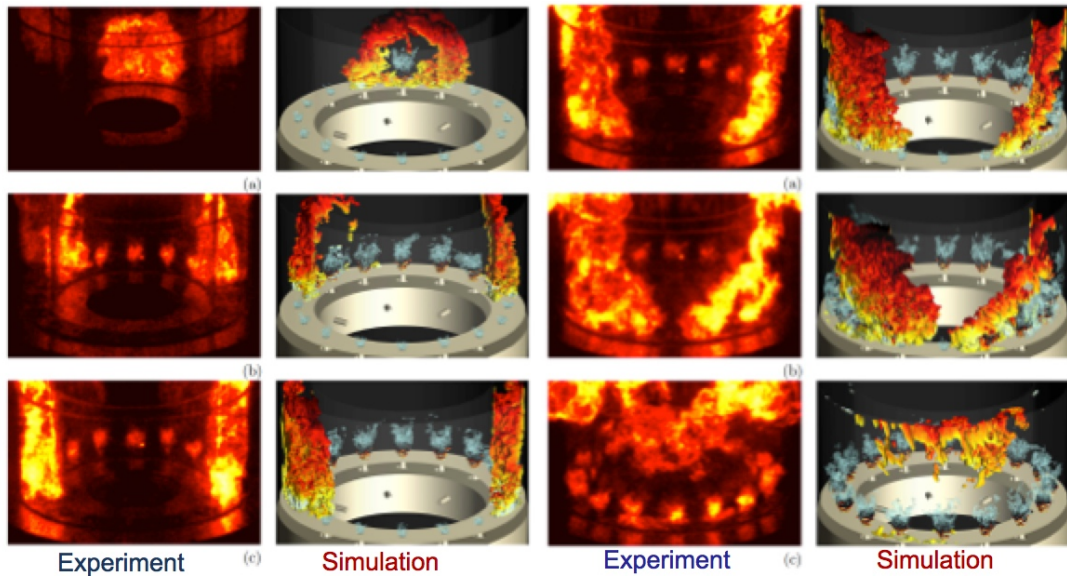 (a)
(a)
(b)
(b)
(c)
(c)
Experiment
Simulation
Experiment
Simulation